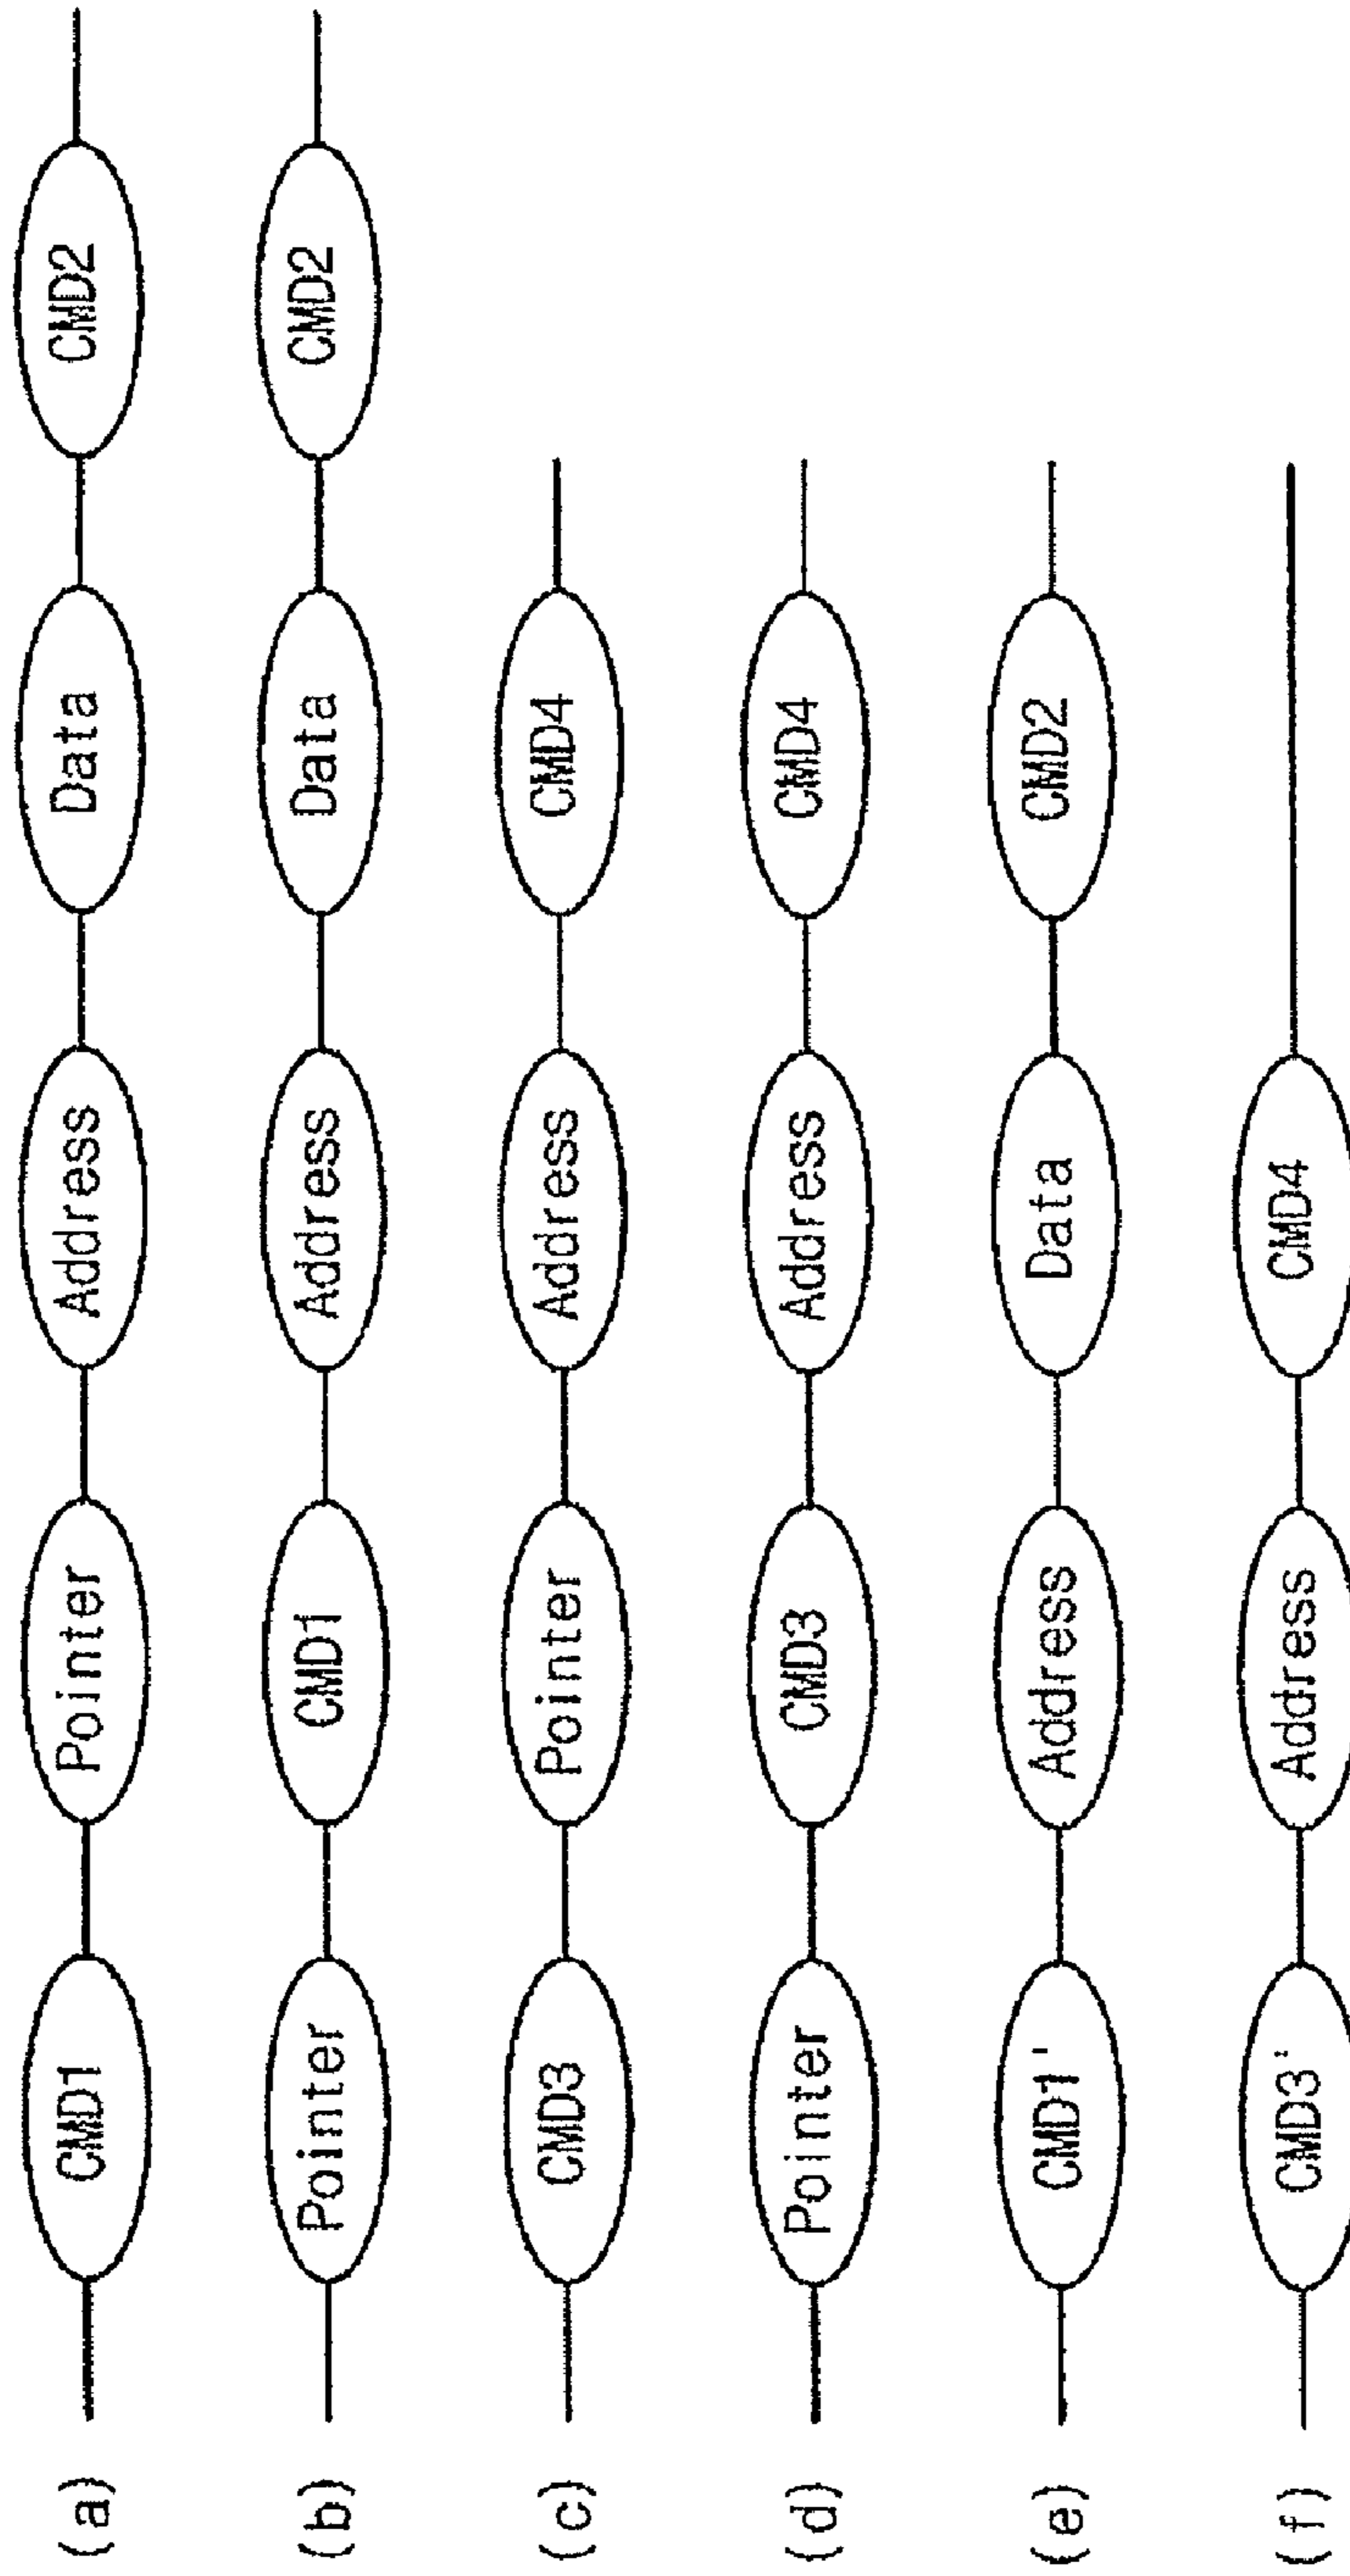 (a) CMD1 Pointer Address Data CMD2
(b) Pointer CMD1 Address Data CMD2
(c) CMD3 Pointer Address CMD4
(d) Pointer CMD3 Address CMD4
(e) CMD1' Address Data CMD2
(f) CMD3' Address CMD4